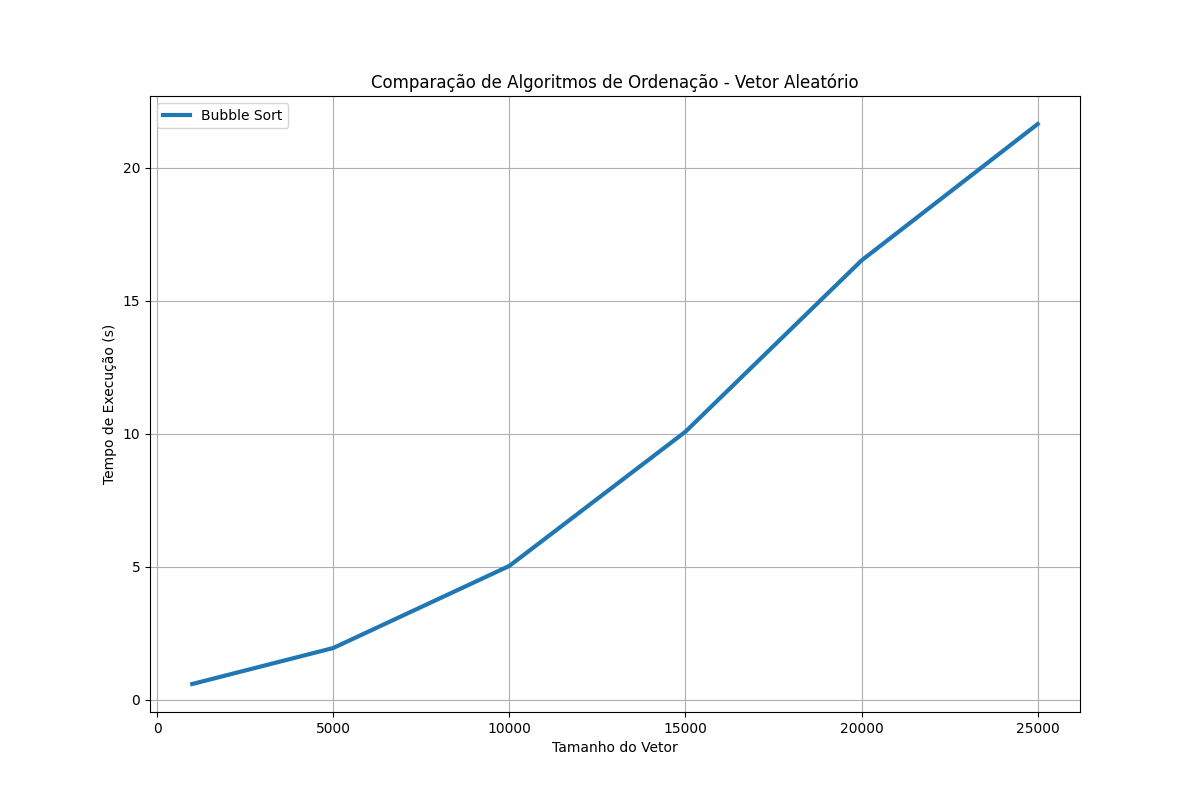 Comparação de Algoritmos de Ordenação - Vetor Aleatório
Bubble Sort
Tempo de Execução (s)
20
15
10
5
0
0 5000 10000 15000 20000 25000
Tamanho do Vetor